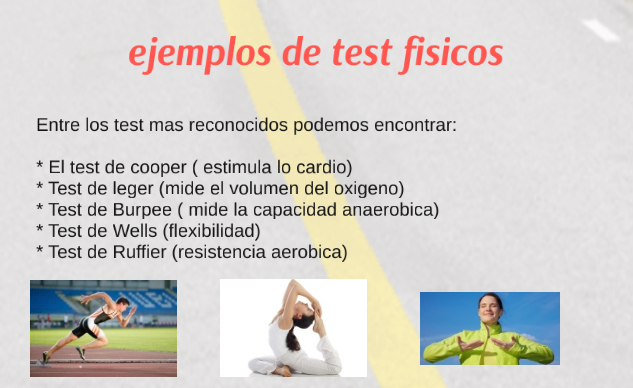 ejemplos de test fisicos
Entre los test mas reconocidos podemos encontrar:
* El test de cooper ( estimula lo cardio)
* Test de leger (mide el volumen del oxigeno)
* Test de Burpee ( mide la capacidad anaerobica)
* Test de Wells (flexibilidad)
* Test de Ruffier (resistencia aerobica)